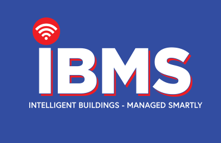 iBMS
INTELLIGENT BUILDINGS - MANAGED SMARTLY